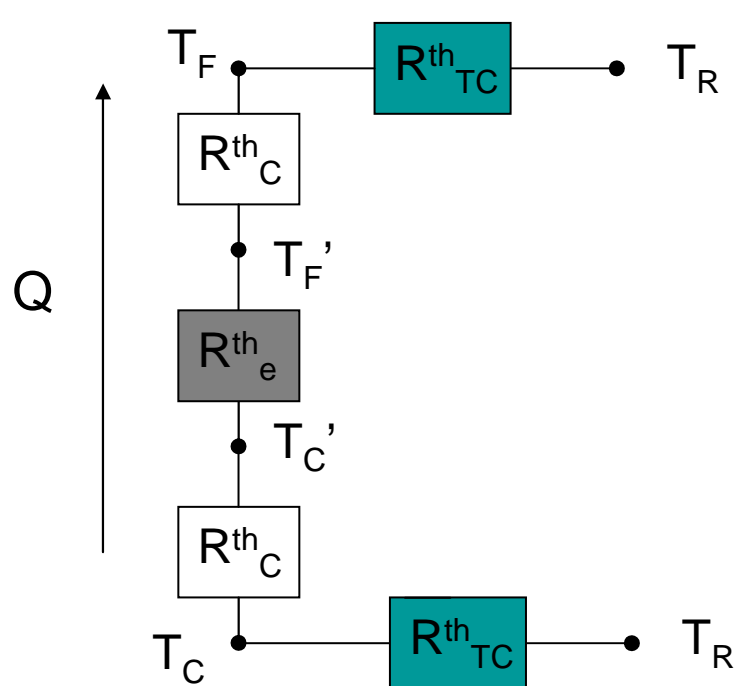 T_F R^th_TC T_R
R^th_C
T_F’
Q
R^th_e
T_C’
R^th_C
T_C R^th_TC T_R